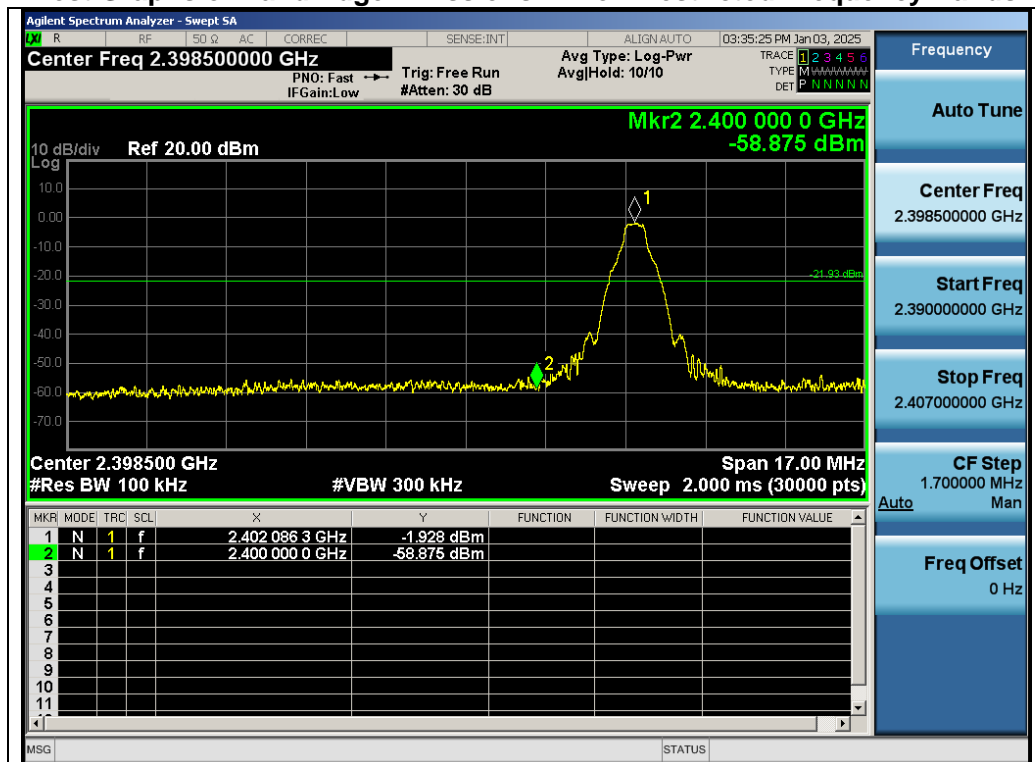 Agilent Spectrum Analyzer - Swept SA
LXI R RF 50 Ω AC CORREC SENSE:INT ALIGN AUTO 03:35:25 PM Jan 03, 2025
Center Freq 2.398500000 GHz
PNO: Fast
IFGain:Low
Trig: Free Run
#Atten: 30 dB
Avg Type: Log-Pwr
Avg|Hold: 10/10
TRACE 1 2 3 4 5 6
TYPE M
DET P N N N N N
Mkr2 2.400 000 0 GHz
-58.875 dBm
10 dB/div Ref 20.00 dBm
Log
10.0
0.00
-10.0
-20.0
-30.0
-40.0
-50.0
-60.0
-70.0
1
-21.93 dBm
2
Center 2.398500 GHz Span 17.00 MHz
#Res BW 100 kHz #VBW 300 kHz Sweep 2.000 ms (30000 pts)
MKR MODE TRC SCL X Y FUNCTION FUNCTION WIDTH FUNCTION VALUE
1 N 1 f 2.402 086 3 GHz -1.928 dBm
2 N 1 f 2.400 000 0 GHz -58.875 dBm
3
4
5
6
7
8
9
10
11
MSG STATUS
Frequency
Auto Tune
Center Freq
2.398500000 GHz
Start Freq
2.390000000 GHz
Stop Freq
2.407000000 GHz
CF Step
1.700000 MHz
Auto Man
Freq Offset
0 Hz